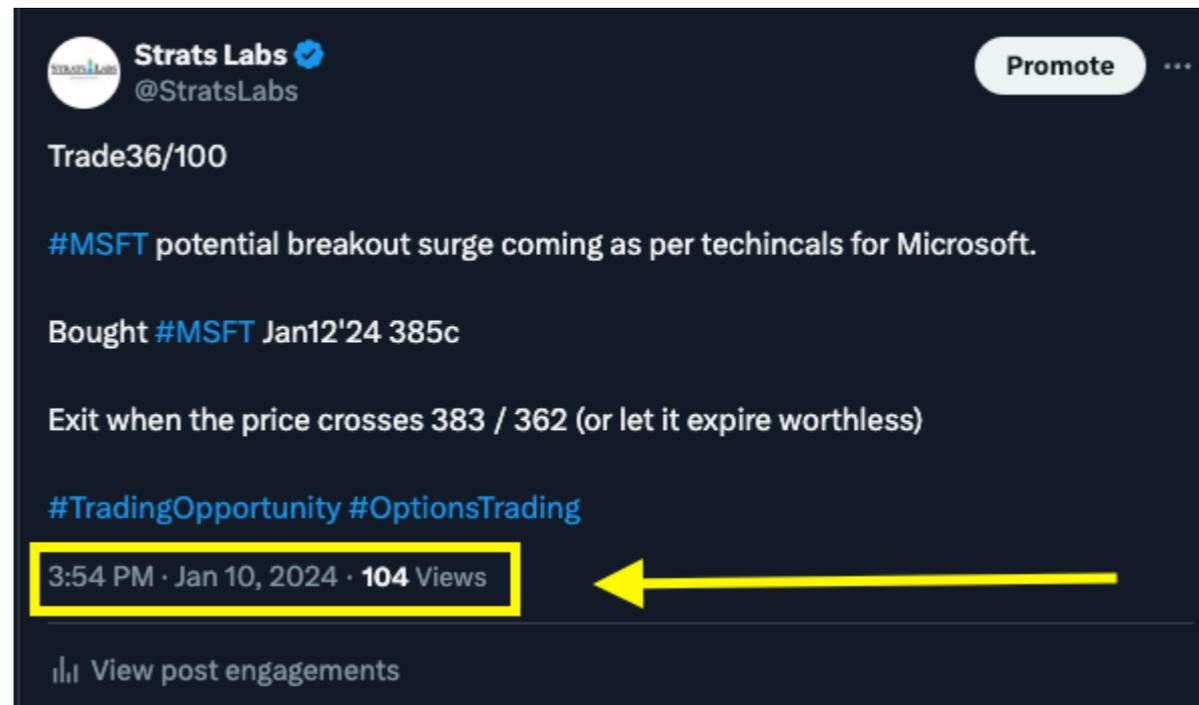 Strats Labs
@StratsLabs
Promote
Trade36/100
#MSFT potential breakout surge coming as per techincals for Microsoft.
Bought #MSFT Jan12'24 385c
Exit when the price crosses 383 / 362 (or let it expire worthless)
#TradingOpportunity #OptionsTrading
3:54 PM · Jan 10, 2024 · 104 Views
View post engagements